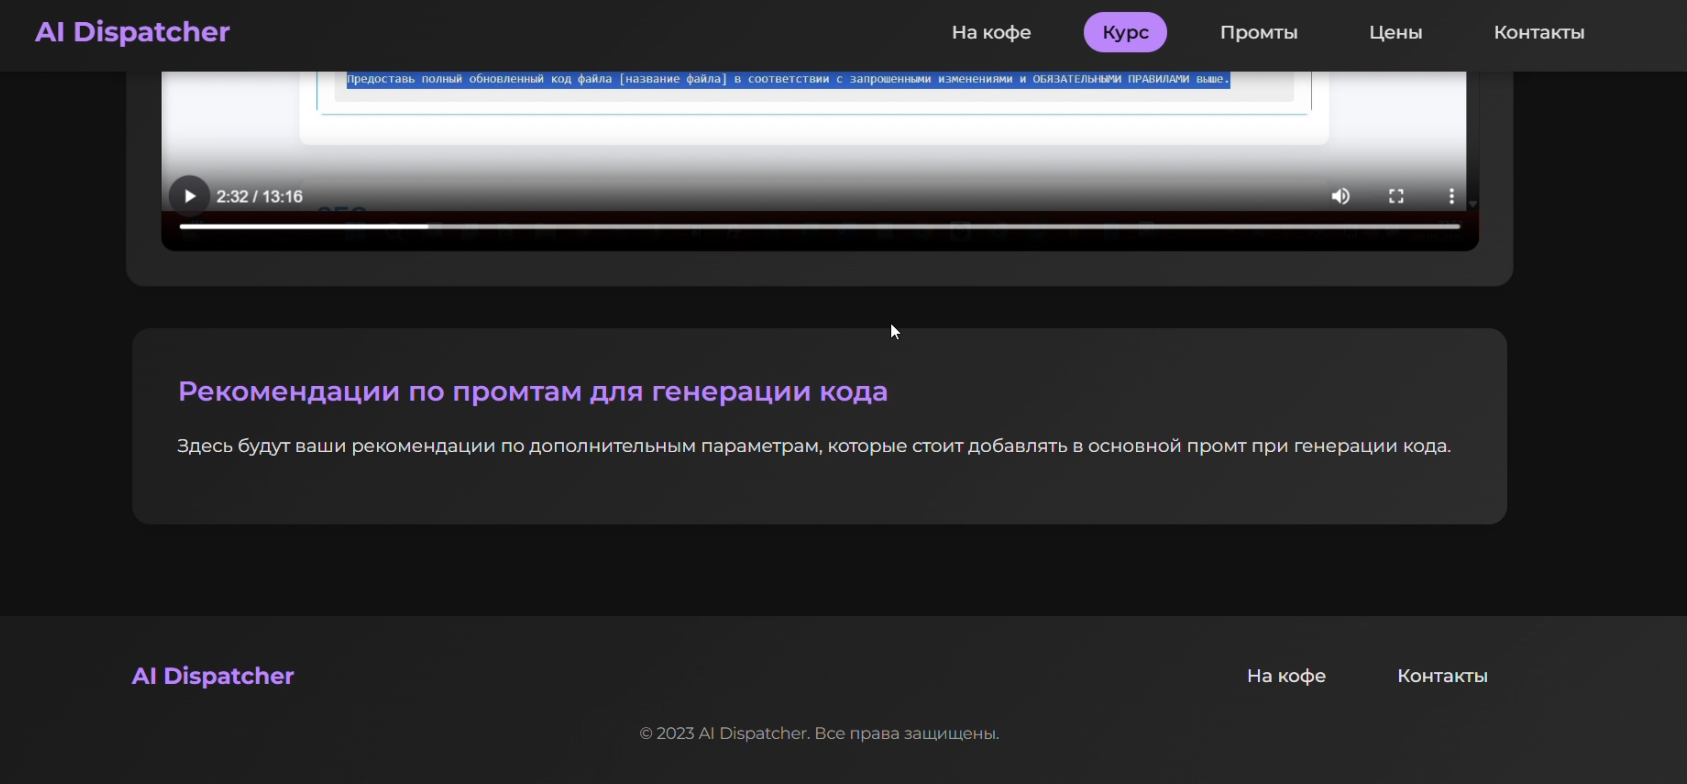 AI Dispatcher
На кофе
Курс
Промты
Цены
Контакты
Предоставь полный обновленный код файла [название файла] в соответствии с запрошенными изменениями и ОБЯЗАТЕЛЬНЫМИ ПРАВИЛАМИ выше.
2:32 / 13:16
Рекомендации по промтам для генерации кода
Здесь будут ваши рекомендации по дополнительным параметрам, которые стоит добавлять в основной промт при генерации кода.
AI Dispatcher
На кофе
Контакты
© 2023 AI Dispatcher. Все права защищены.